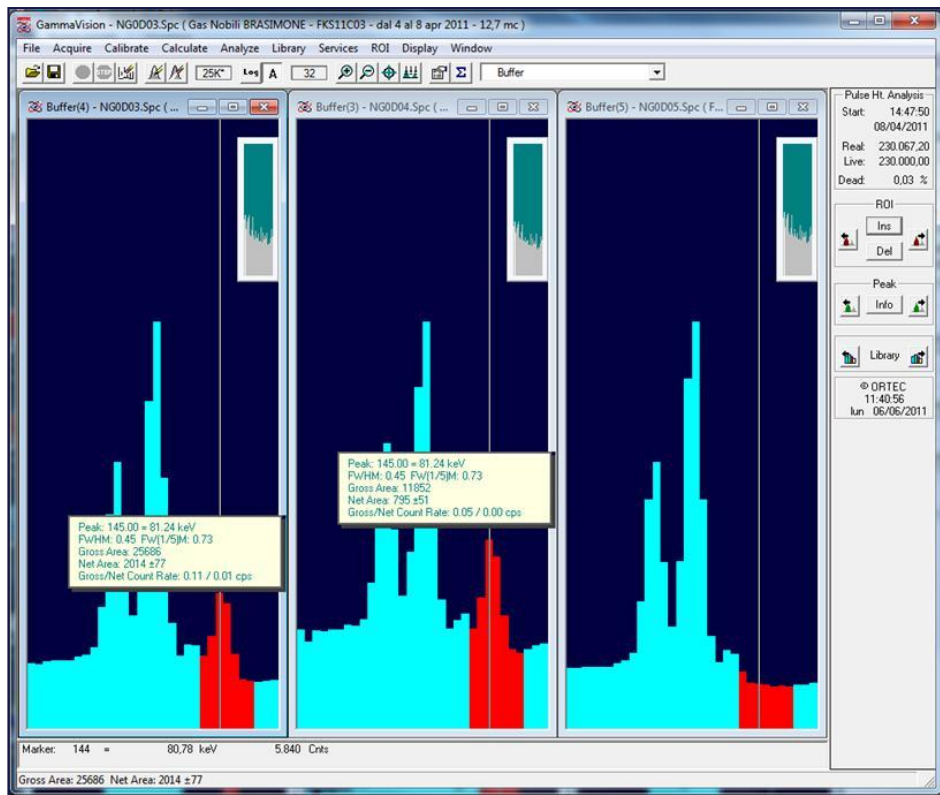 GammaVision - NG0D03.Spc ( Gas Nobili BRASIMONE - FKS11C03 - dal 4 al 8 apr 2011 - 12,7 mc )
File Acquire Calibrate Calculate Analyze Library Services ROI Display Window
STOP 25K* Log A 32 Σ Buffer
Buffer(4) - NG0D03.Spc ( ...
Buffer(3) - NG0D04.Spc ( ...
Buffer(5) - NG0D05.Spc ( F...
Peak: 145.00 = 81.24 keV
FWHM: 0.45 FW(1/5)M: 0.73
Gross Area: 25686
Net Area: 2014 ±77
Gross/Net Count Rate: 0.11 / 0.01 cps
Peak: 145.00 = 81.24 keV
FWHM: 0.45 FW(1/5)M: 0.73
Gross Area: 11852
Net Area: 795 ±51
Gross/Net Count Rate: 0.05 / 0.00 cps
Pulse Ht. Analysis
Start: 14:47:50
08/04/2011
Real: 230.067,20
Live: 230.000,00
Dead: 0,03 %
ROI
Ins
Del
Peak
Info
Library
© ORTEC
11:40:56
lun 06/06/2011
Marker: 144 = 80,78 keV 5.840 Cnts
Gross Area: 25686 Net Area: 2014 ±77